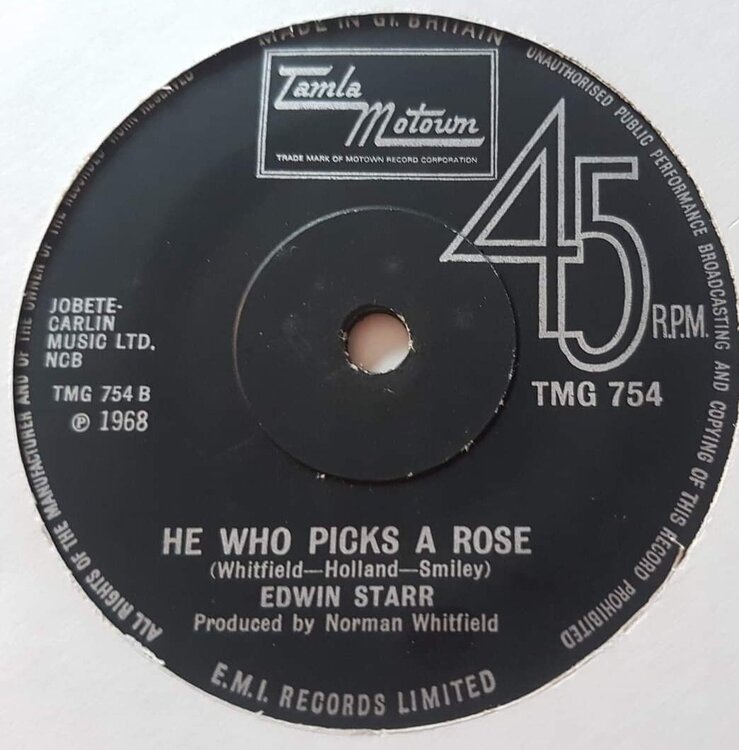 MADE IN GT. BRITAIN
Tamla
Motown
TRADE MARK OF MOTOWN RECORD CORPORATION
45
R.P.M.
TMG 754
JOBETE-
CARLIN
MUSIC LTD.
NCB
TMG 754 B
℗ 1968
HE WHO PICKS A ROSE
(Whitfield—Holland—Smiley)
EDWIN STARR
Produced by Norman Whitfield
E.M.I. RECORDS LIMITED
ALL RIGHTS OF THE MANUFACTURER AND OF THE OWNER OF THE RECORDED WORK RESERVED
UNAUTHORISED PUBLIC PERFORMANCE BROADCASTING AND COPYING OF THIS RECORD PROHIBITED